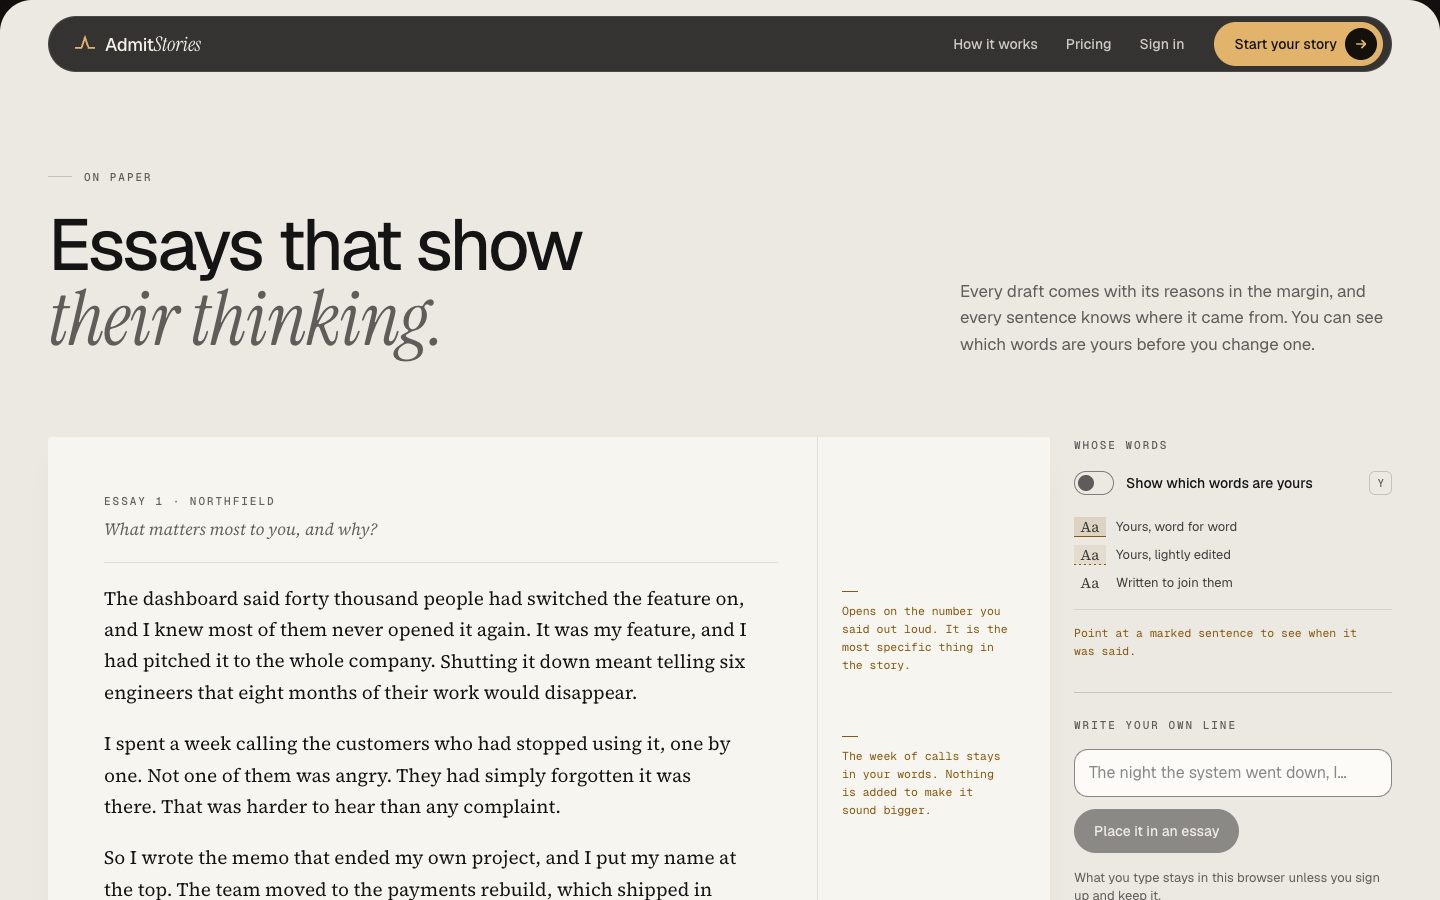 AdmitStories
How it works
Pricing
Sign in
Start your story
ON PAPER
Essays that show
their thinking.
Every draft comes with its reasons in the margin, and
every sentence knows where it came from. You can see
which words are yours before you change one.
ESSAY 1 · NORTHFIELD
What matters most to you, and why?
The dashboard said forty thousand people had switched the feature on,
and I knew most of them never opened it again. It was my feature, and I
had pitched it to the whole company. Shutting it down meant telling six
engineers that eight months of their work would disappear.
I spent a week calling the customers who had stopped using it, one by
one. Not one of them was angry. They had simply forgotten it was
there. That was harder to hear than any complaint.
So I wrote the memo that ended my own project, and I put my name at
the top. The team moved to the payments rebuild, which shipped in
Opens on the number you
said out loud. It is the
most specific thing in
the story.
The week of calls stays
in your words. Nothing
is added to make it
sound bigger.
WHOSE WORDS
Show which words are yours
Y
Aa Yours, word for word
Aa Yours, lightly edited
Aa Written to join them
Point at a marked sentence to see when it
was said.
WRITE YOUR OWN LINE
The night the system went down, I…
Place it in an essay
What you type stays in this browser unless you sign
up and keep it.